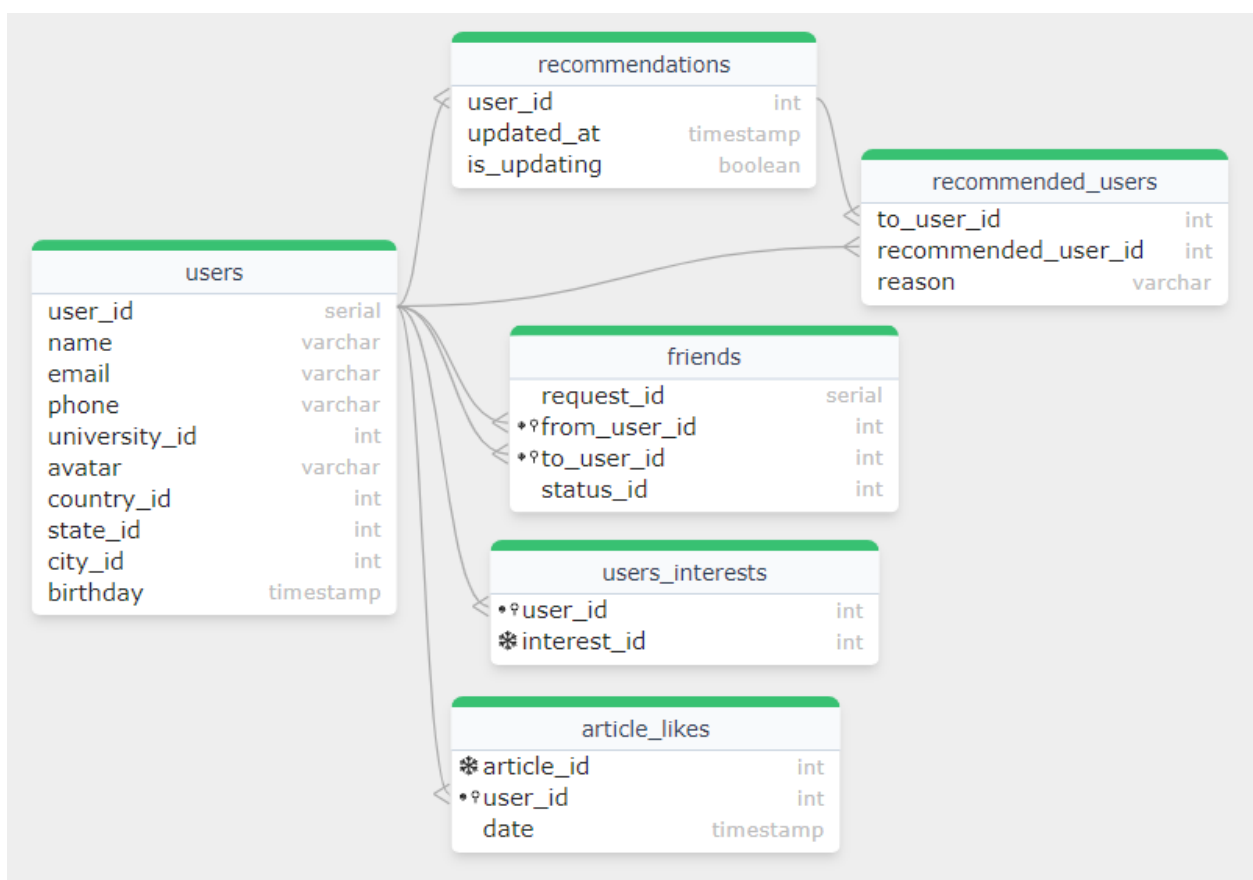 recommendations
user_id int
updated_at timestamp
is_updating boolean
recommended_users
to_user_id int
recommended_user_id int
reason varchar
users
user_id serial
name varchar
email varchar
phone varchar
university_id int
avatar varchar
country_id int
state_id int
city_id int
birthday timestamp
friends
request_id serial
from_user_id int
to_user_id int
status_id int
users_interests
user_id int
interest_id int
article_likes
article_id int
user_id int
date timestamp